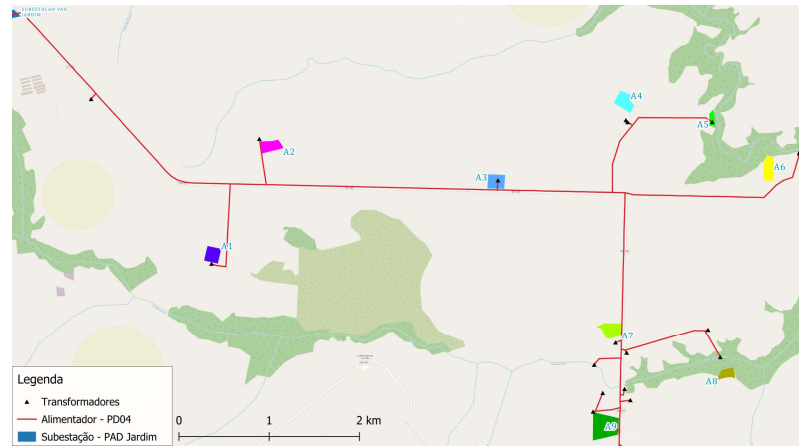 SUBESTAÇÃO PAD
JARDIM
A4
A5
A2
A3
A6
A1
A7
A8
A9
Legenda
Transformadores
Alimentador - PD04
Subestação - PAD Jardim
0 1 2 km